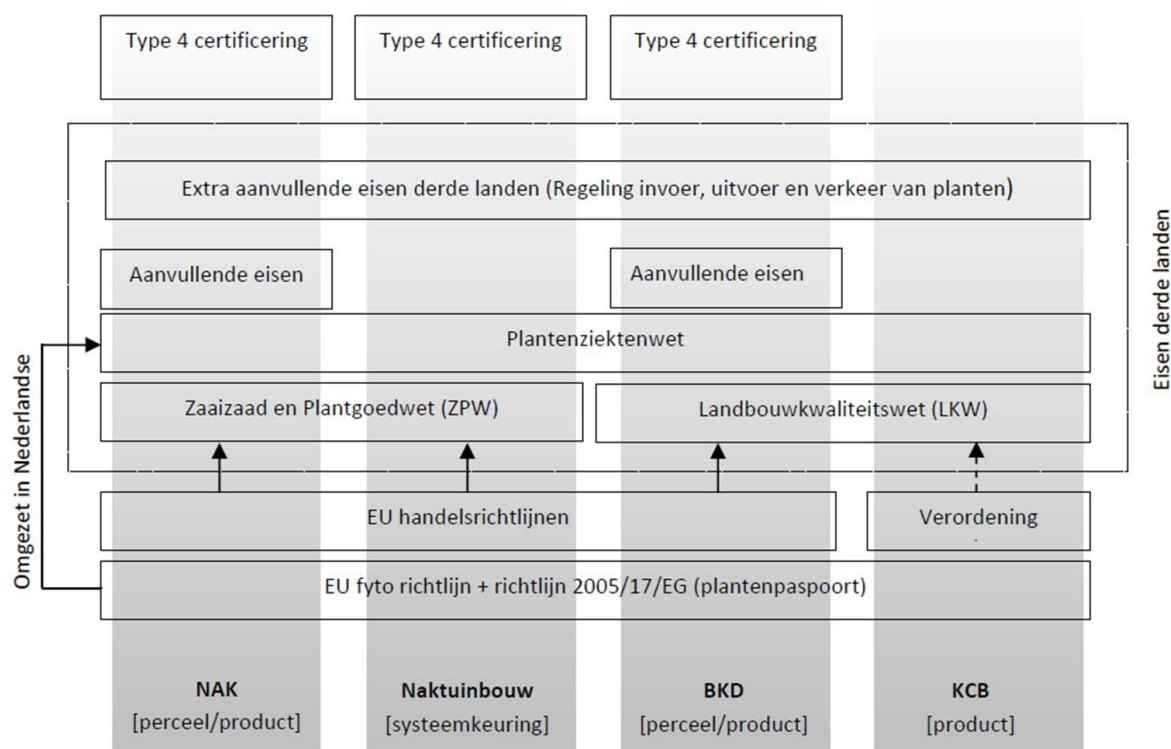 Type 4 certificering
Type 4 certificering
Type 4 certificering
Extra aanvullende eisen derde landen (Regeling invoer, uitvoer en verkeer van planten)
Aanvullende eisen
Aanvullende eisen
Plantenziektenwet
Zaaizaad en Plantgoedwet (ZPW)
Landbouwkwaliteitswet (LKW)
EU handelsrichtlijnen
Verordening
EU fyto richtlijn + richtlijn 2005/17/EG (plantenpaspoort)
NAK
[perceel/product]
Naktuinbouw
[systeemkeuring]
BKD
[perceel/product]
KCB
[product]
Omgezet in Nederlandse
Eisen derde landen